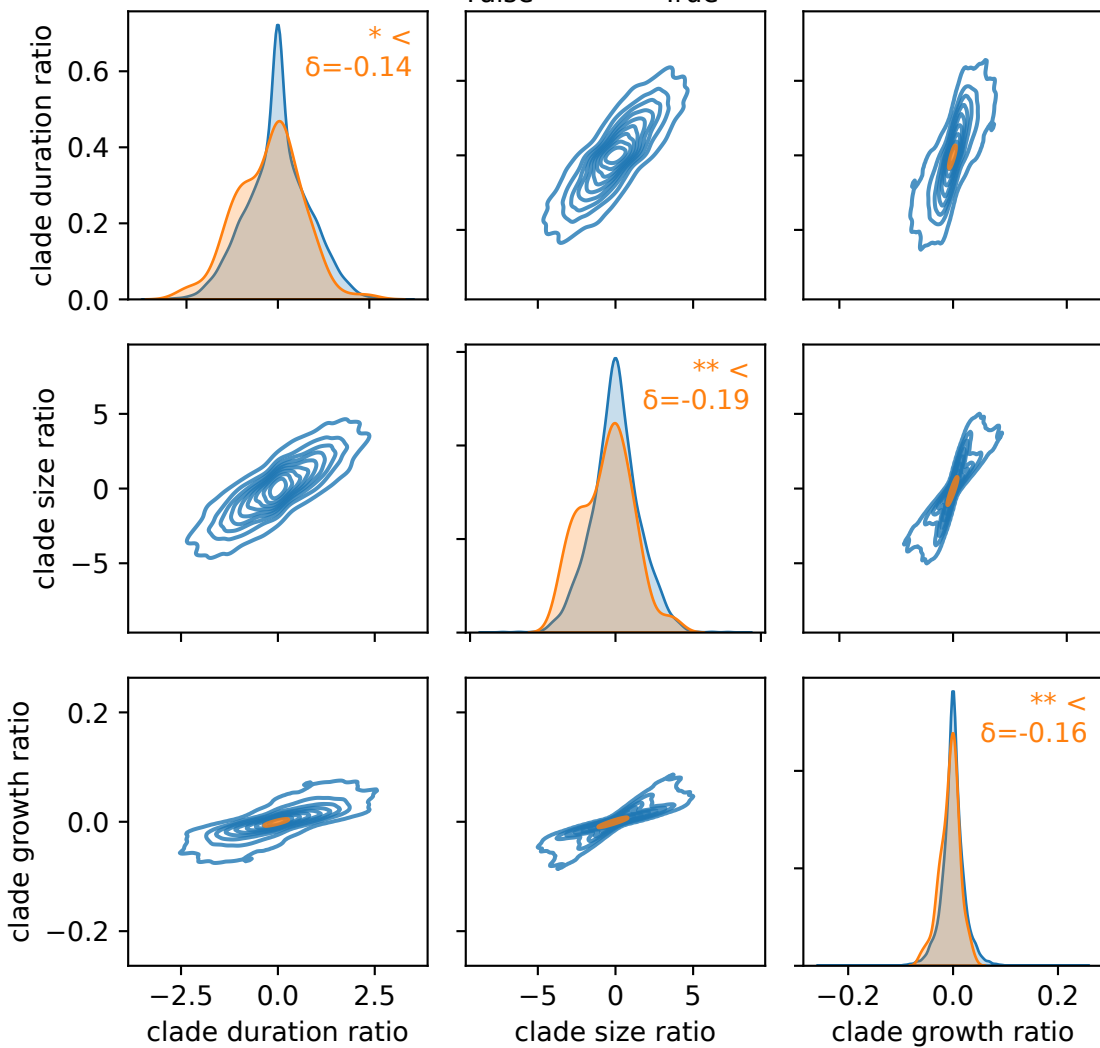 clade duration ratio
0.6
0.4
0.2
0.0
* <
δ=-0.14
clade size ratio
5
0
−5
** <
δ=-0.19
clade growth ratio
0.2
0.0
−0.2
** <
δ=-0.16
−2.5 0.0 2.5
clade duration ratio
−5 0 5
clade size ratio
−0.2 0.0 0.2
clade growth ratio